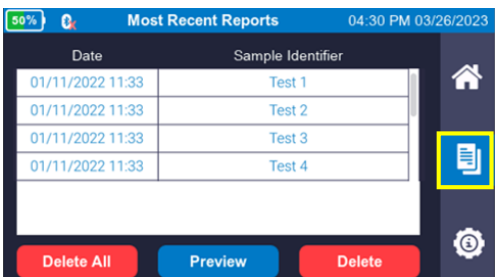 50% Most Recent Reports 04:30 PM 03/26/2023
Date Sample Identifier
01/11/2022 11:33 Test 1
01/11/2022 11:33 Test 2
01/11/2022 11:33 Test 3
01/11/2022 11:33 Test 4
Delete All Preview Delete